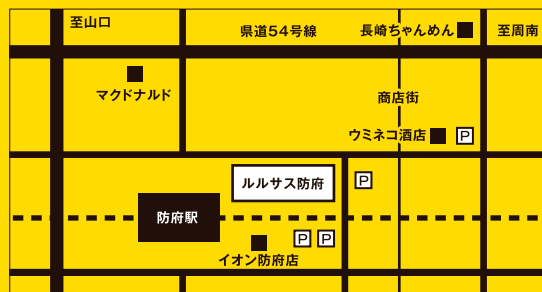 至山口
県道54号線
長崎ちゃんめん
至周南
マクドナルド
商店街
ウミネコ酒店
P
ルルサス防府
P
防府駅
P
P
イオン防府店